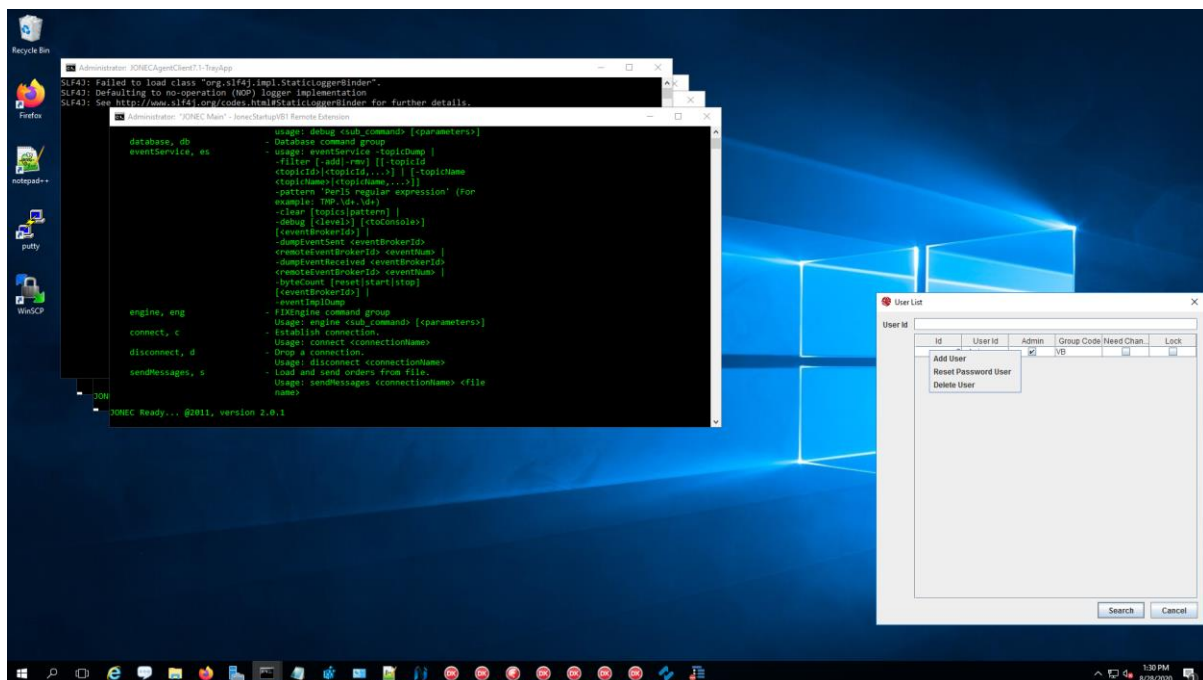 Recycle Bin
Firefox
notepad++
putty
WinSCP
Administrator: JONECAgentClient7.1-TrayApp
SLF4J: Failed to load class "org.slf4j.impl.StaticLoggerBinder".
SLF4J: Defaulting to no-operation (NOP) logger implementation
SLF4J: See http://www.slf4j.org/codes.html#StaticLoggerBinder for further details.
Administrator: "JONEC Main" - JonecStartupVB1 Remote Extension
usage: debug <sub_command> [<parameters>]
database, db - Database command group
eventService, es - usage: eventService -topicDump |
-filter [-add|-rmv] [[-topicId
<topicId>|<topicId,...>] | [-topicName
<topicName>|<topicName,...>]]
-pattern 'Perl5 regular expression' (For
example: TMP.\d+.\d+)
-clear [topics|pattern] |
-debug [<level>] [<toConsole>]
[<eventBrokerId>] |
-dumpEventSent <eventBrokerId>
<remoteEventBrokerId> <eventNum> |
-dumpEventReceived <eventBrokerId>
<remoteEventBrokerId> <eventNum> |
-byteCount [reset|start|stop]
[<eventBrokerId>] |
-eventImplDump
engine, eng - FIXEngine command group
Usage: engine <sub_command> [<parameters>]
connect, c - Establish connection.
Usage: connect <connectionName>
disconnect, d - Drop a connection.
Usage: disconnect <connectionName>
sendMessages, s - Load and send orders from file.
Usage: sendMessages <connectionName> <file
name>
JON
JONEC Ready... @2011, version 2.0.1
User List
User Id
Id User Id Admin Group Code Need Chan... Lock
VB
Add User
Reset Password User
Delete User
Search Cancel
1:30 PM
8/28/2020